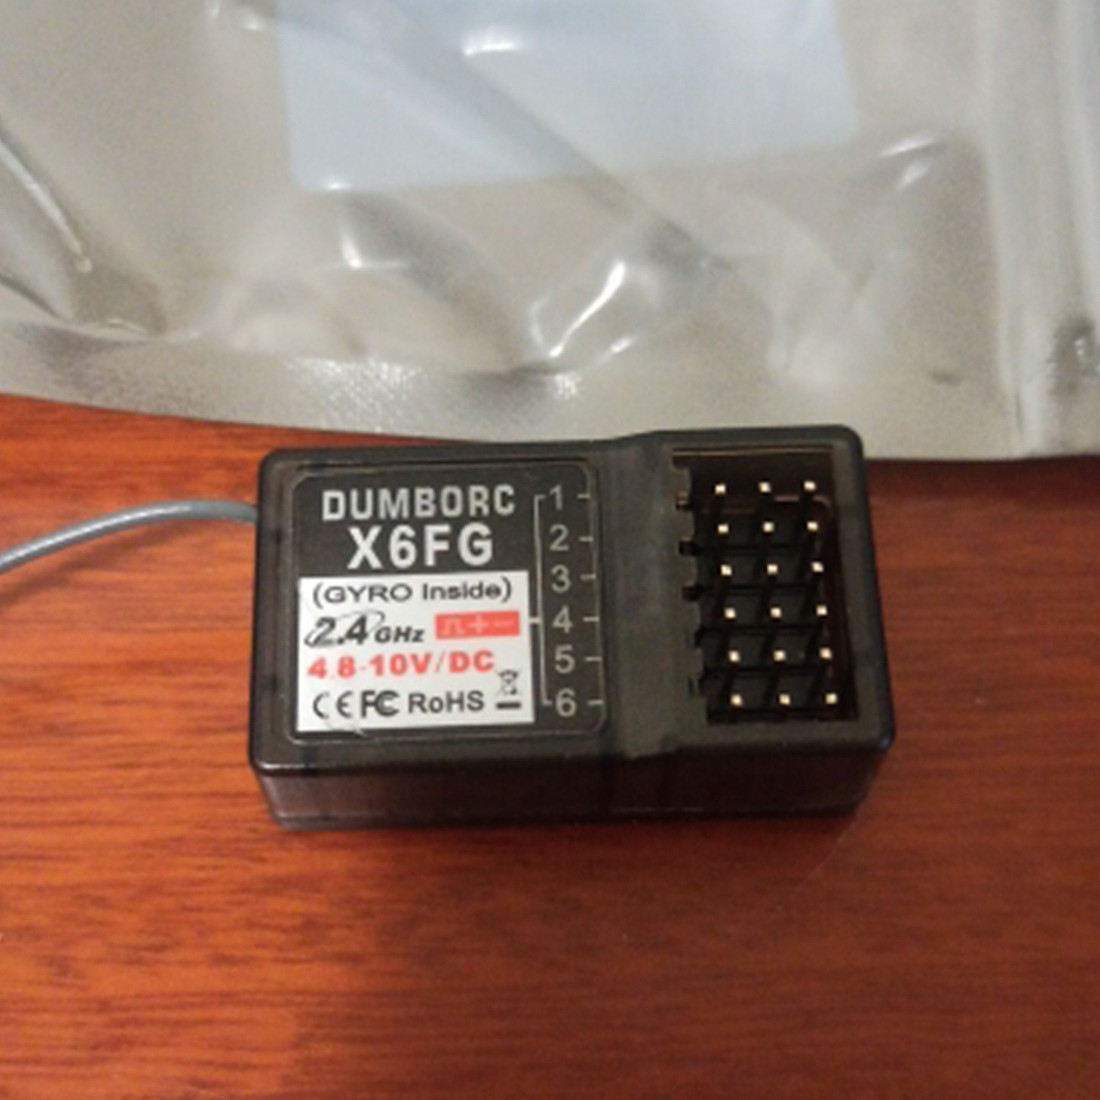 DUMBORC
X6FG
(GYRO Inside)
2.4GHz + -
4.8-10V/DC
CE FC RoHS
1
2
3
4
5
6